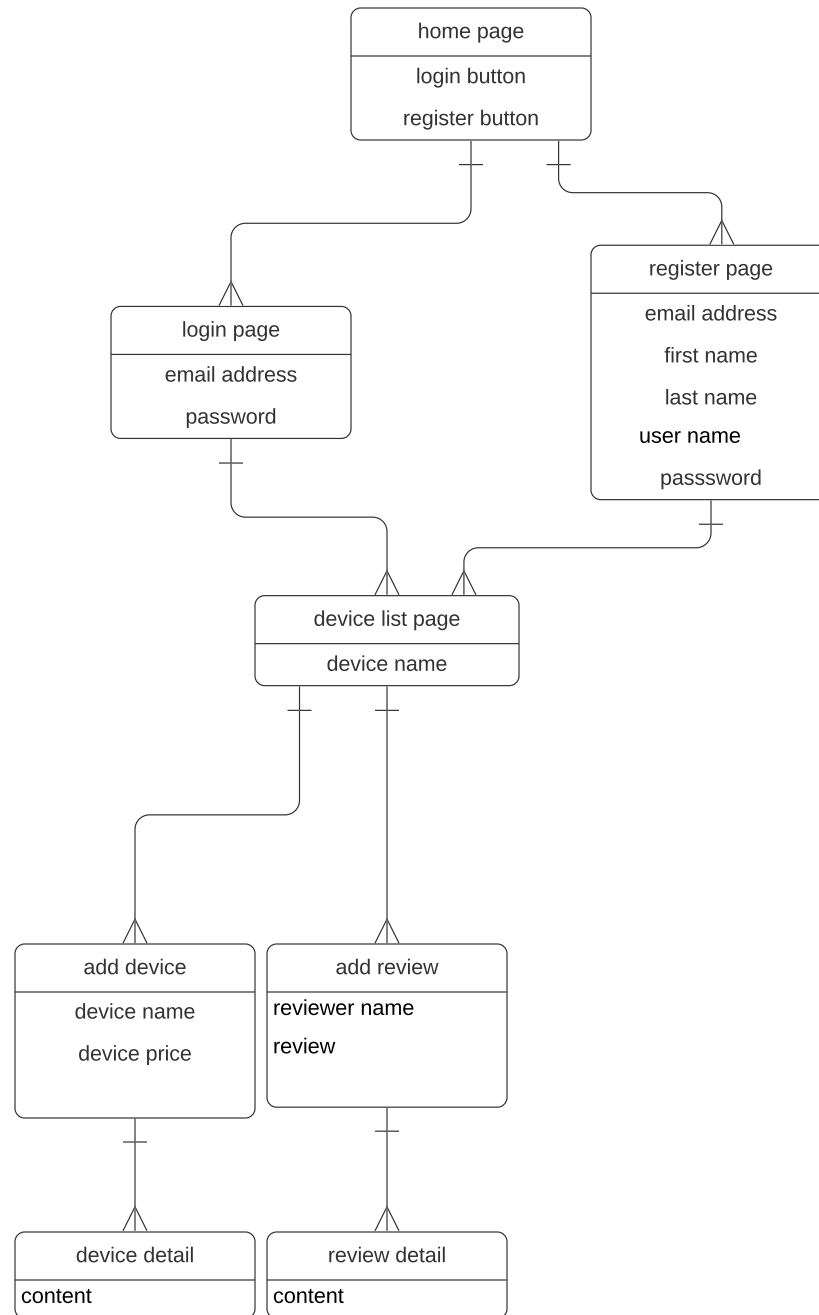 home page
login button
register button
login page
email address
password
register page
email address
first name
last name
user name
passsword
device list page
device name
add device
device name
device price
add review
reviewer name
review
device detail
content
review detail
content